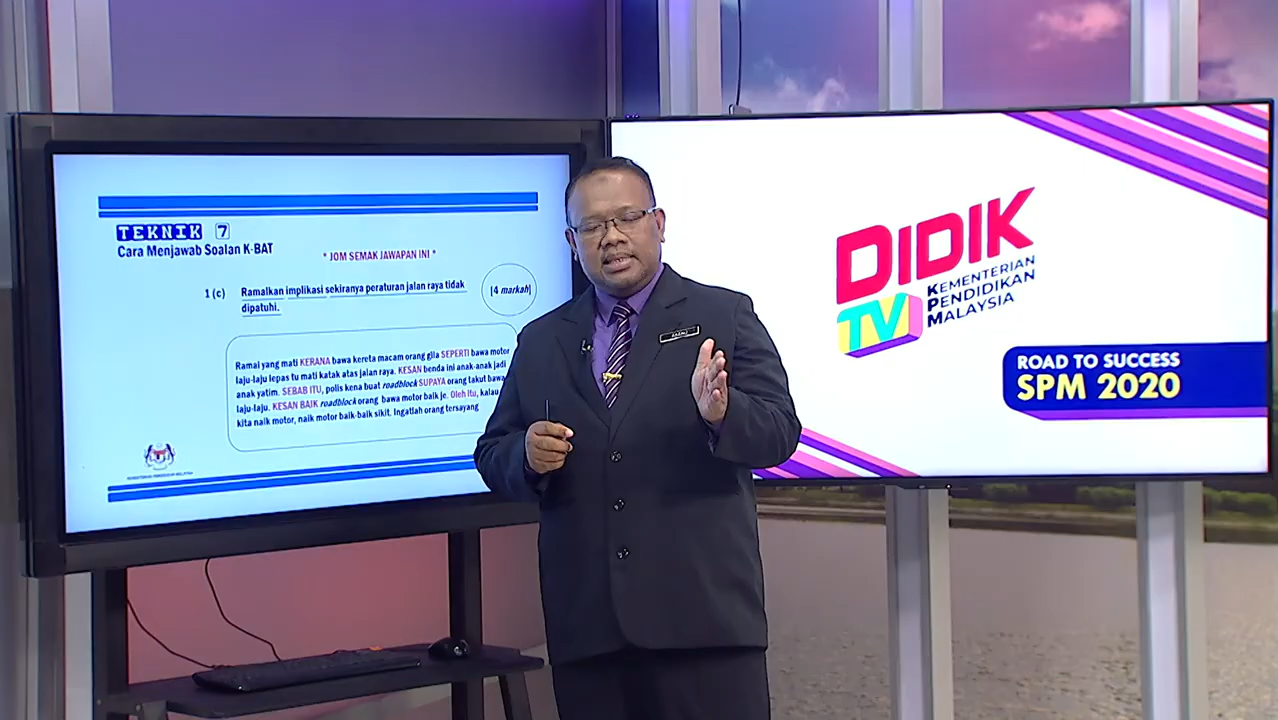 TEKNIK 7
Cara Menjawab Soalan K-BAT
* JOM SEMAK JAWAPAN INI *
1 (c) Ramalkan implikasi sekiranya peraturan jalan raya tidak
dipatuhi.
[4 markah]
Ramai yang mati KERANA bawa kereta macam orang gila SEPERTI bawa motor
laju-laju lepas tu mati katak atas jalan raya. KESAN benda ini anak-anak jadi
anak yatim. SEBAB ITU, polis kena buat roadblock SUPAYA orang takut bawa
laju-laju. KESAN BAIK roadblock orang bawa motor baik je. Oleh itu, kalau
kita naik motor, naik motor baik-baik sikit. Ingatlah orang tersayang
KEMENTERIAN PENDIDIKAN MALAYSIA
DIDIK
TV
KEMENTERIAN
PENDIDIKAN
MALAYSIA
ROAD TO SUCCESS
SPM 2020